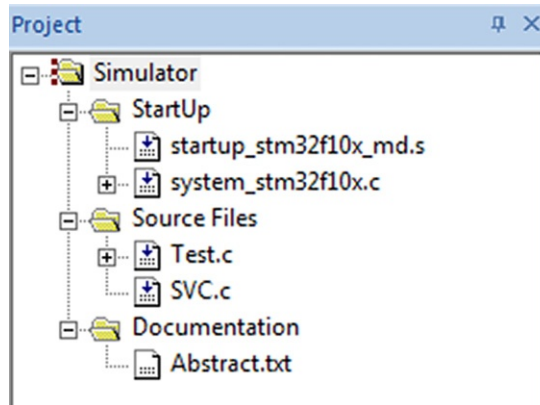 Project
Simulator
StartUp
startup_stm32f10x_md.s
system_stm32f10x.c
Source Files
Test.c
SVC.c
Documentation
Abstract.txt